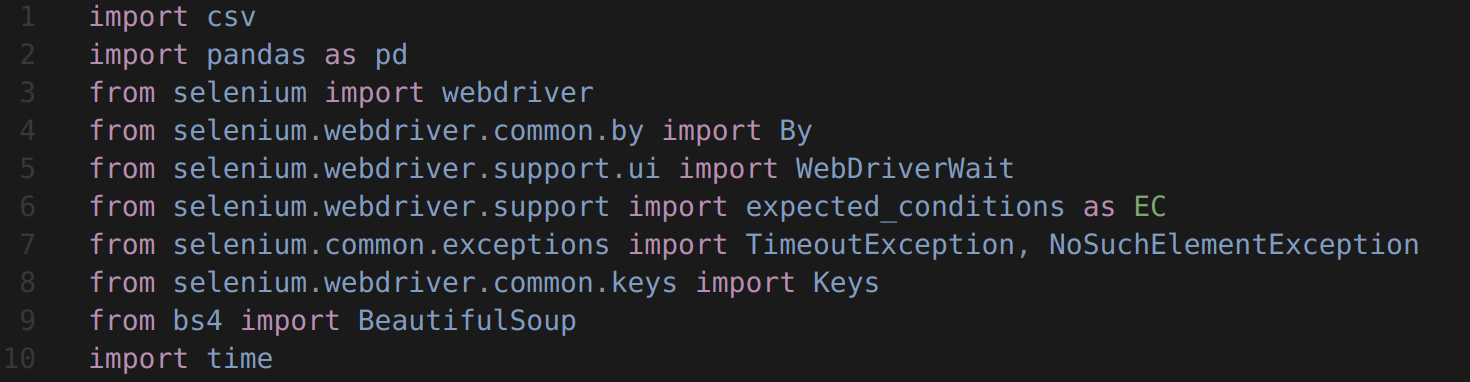 1 import csv
2 import pandas as pd
3 from selenium import webdriver
4 from selenium.webdriver.common.by import By
5 from selenium.webdriver.support.ui import WebDriverWait
6 from selenium.webdriver.support import expected_conditions as EC
7 from selenium.common.exceptions import TimeoutException, NoSuchElementException
8 from selenium.webdriver.common.keys import Keys
9 from bs4 import BeautifulSoup
10 import time